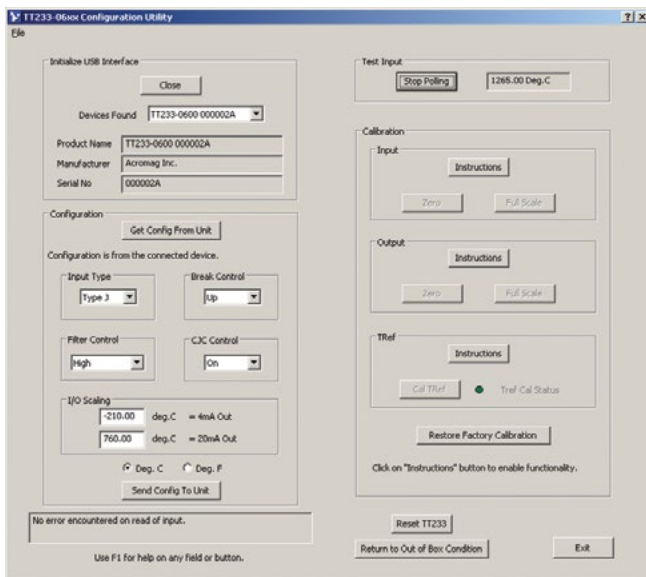 TT233-06xx Configuration Utility
File
Initialize USB Interface
Close
Devices Found TT233-0600 000002A
Product Name TT233-0600 000002A
Manufacturer Acromag Inc.
Serial No 000002A
Configuration
Get Config From Unit
Configuration is from the connected device.
Input Type Break Control
Type J Up
Filter Control CJC Control
High On
I/O Scaling
-210.00 deg.C = 4mA Out
760.00 deg.C = 20mA Out
Deg. C Deg. F
Send Config To Unit
No error encountered on read of input.
Use F1 for help on any field or button.
Test Input
Stop Polling 1265.00 Deg.C
Calibration
Input
Instructions
Zero Full Scale
Output
Instructions
Zero Full Scale
TRef
Instructions
Cal TRef Tref Cal Status
Restore Factory Calibration
Click on "Instructions" button to enable functionality.
Reset TT233
Return to Out of Box Condition Exit